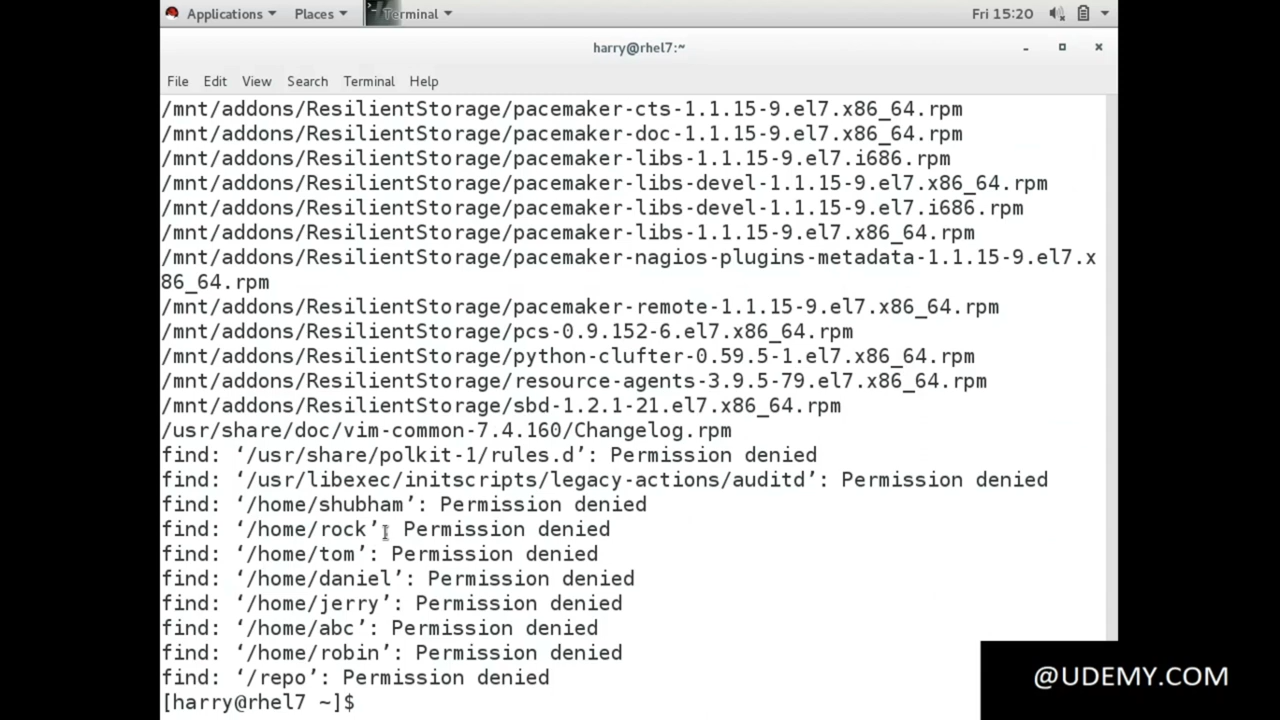 Applications Places Terminal Fri 15:20
harry@rhel7:~
File Edit View Search Terminal Help
/mnt/addons/ResilientStorage/pacemaker-cts-1.1.15-9.el7.x86_64.rpm
/mnt/addons/ResilientStorage/pacemaker-doc-1.1.15-9.el7.x86_64.rpm
/mnt/addons/ResilientStorage/pacemaker-libs-1.1.15-9.el7.i686.rpm
/mnt/addons/ResilientStorage/pacemaker-libs-devel-1.1.15-9.el7.x86_64.rpm
/mnt/addons/ResilientStorage/pacemaker-libs-devel-1.1.15-9.el7.i686.rpm
/mnt/addons/ResilientStorage/pacemaker-libs-1.1.15-9.el7.x86_64.rpm
/mnt/addons/ResilientStorage/pacemaker-nagios-plugins-metadata-1.1.15-9.el7.x
86_64.rpm
/mnt/addons/ResilientStorage/pacemaker-remote-1.1.15-9.el7.x86_64.rpm
/mnt/addons/ResilientStorage/pcs-0.9.152-6.el7.x86_64.rpm
/mnt/addons/ResilientStorage/python-clufter-0.59.5-1.el7.x86_64.rpm
/mnt/addons/ResilientStorage/resource-agents-3.9.5-79.el7.x86_64.rpm
/mnt/addons/ResilientStorage/sbd-1.2.1-21.el7.x86_64.rpm
/usr/share/doc/vim-common-7.4.160/Changelog.rpm
find: ‘/usr/share/polkit-1/rules.d’: Permission denied
find: ‘/usr/libexec/initscripts/legacy-actions/auditd’: Permission denied
find: ‘/home/shubham’: Permission denied
find: ‘/home/rock’: Permission denied
find: ‘/home/tom’: Permission denied
find: ‘/home/daniel’: Permission denied
find: ‘/home/jerry’: Permission denied
find: ‘/home/abc’: Permission denied
find: ‘/home/robin’: Permission denied
find: ‘/repo’: Permission denied
[harry@rhel7 ~]$
@UDEMY.COM